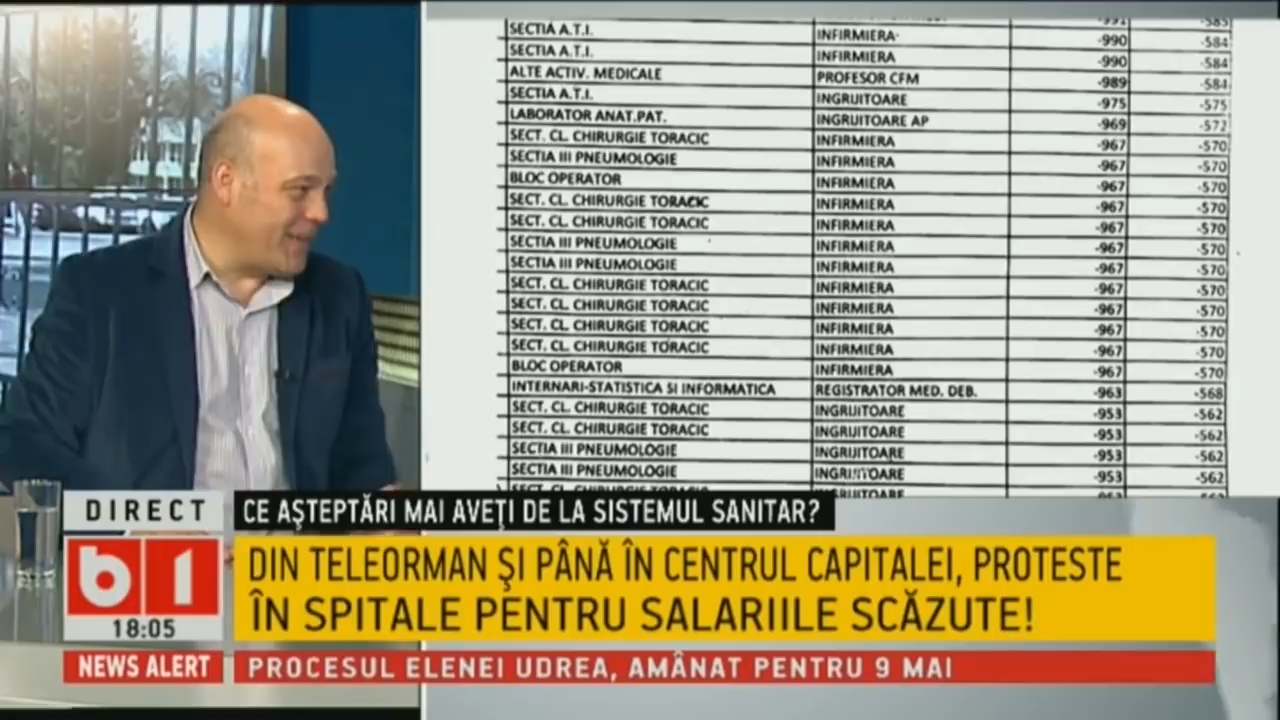 -991 -585
SECTIA A.T.I. INFIRMIERA -990 -584
SECTIA A.T.I. INFIRMIERA -990 -584
ALTE ACTIV. MEDICALE PROFESOR CFM -989 -584
SECTIA A.T.I. INGRIJITOARE -975 -575
LABORATOR ANAT.PAT. INGRIJITOARE AP -969 -572
SECT. CL. CHIRURGIE TORACIC INFIRMIERA -967 -570
SECTIA III PNEUMOLOGIE INFIRMIERA -967 -570
BLOC OPERATOR INFIRMIERA -967 -570
SECT. CL. CHIRURGIE TORACIC INFIRMIERA -967 -570
SECT. CL. CHIRURGIE TORACIC INFIRMIERA -967 -570
SECTIA III PNEUMOLOGIE INFIRMIERA -967 -570
SECTIA III PNEUMOLOGIE INFIRMIERA -967 -570
SECT. CL. CHIRURGIE TORACIC INFIRMIERA -967 -570
SECT. CL. CHIRURGIE TORACIC INFIRMIERA -967 -570
SECT. CL. CHIRURGIE TORACIC INFIRMIERA -967 -570
SECT. CL. CHIRURGIE TORACIC INFIRMIERA -967 -570
BLOC OPERATOR INFIRMIERA -967 -570
INTERNARI-STATISTICA SI INFORMATICA REGISTRATOR MED. DEB. -963 -568
SECT. CL. CHIRURGIE TORACIC INGRIJITOARE -953 -562
SECT. CL. CHIRURGIE TORACIC INGRIJITOARE -953 -562
SECTIA III PNEUMOLOGIE INGRIJITOARE -953 -562
SECTIA III PNEUMOLOGIE INGRIJITOARE -953 -562
DIRECT
CE AŞTEPTĂRI MAI AVEŢI DE LA SISTEMUL SANITAR?
b1
18:05
DIN TELEORMAN ŞI PÂNĂ ÎN CENTRUL CAPITALEI, PROTESTE
ÎN SPITALE PENTRU SALARIILE SCĂZUTE!
NEWS ALERT
PROCESUL ELENEI UDREA, AMÂNAT PENTRU 9 MAI